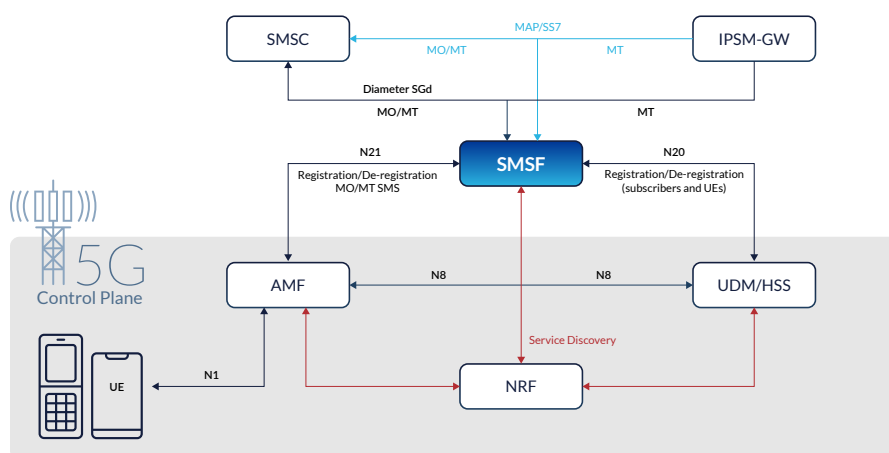 MAP/SS7
SMSC
IPSM-GW
MO/MT
MT
Diameter SGd
MO/MT
MT
N21
SMSF
N20
Registration/De-registration
MO/MT SMS
Registration/De-registration
(subscribers and UEs)
5G
Control Plane
AMF
N8
N8
UDM/HSS
Service Discovery
UE
N1
NRF